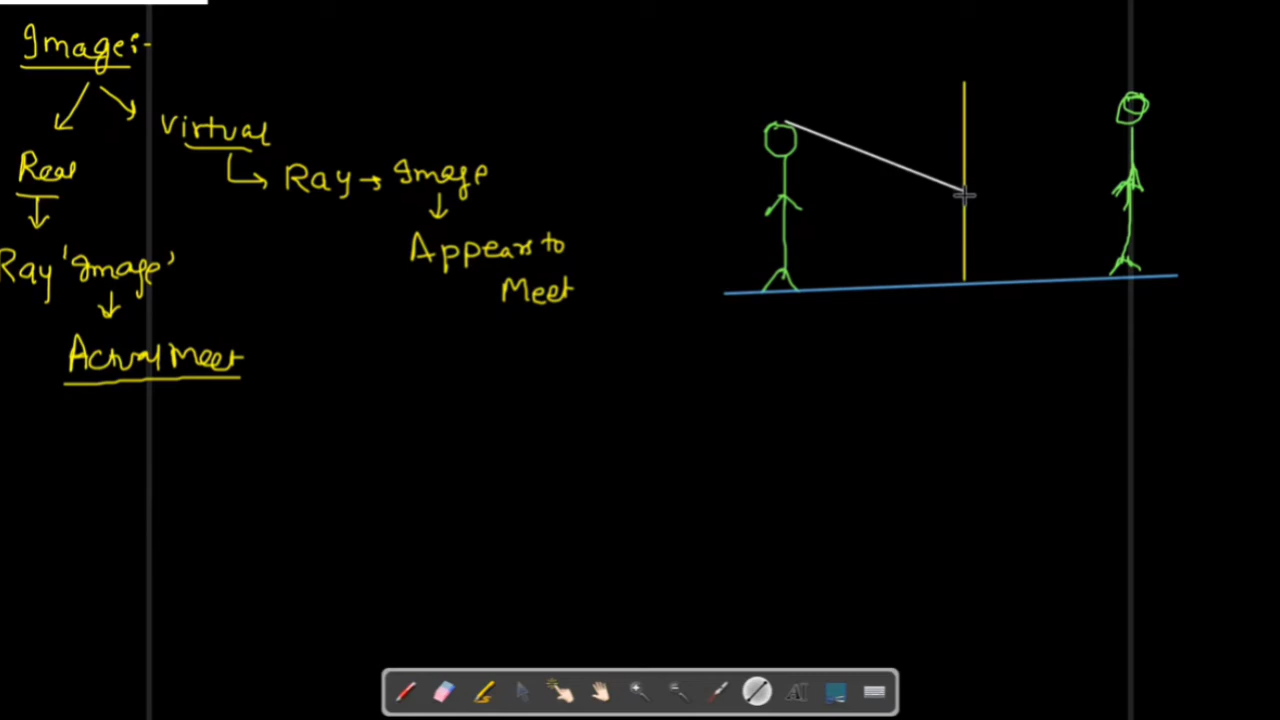 Image:-
Virtual
Real
Ray → Image
Appears to
Meet
Ray 'Image'
Actual Meet